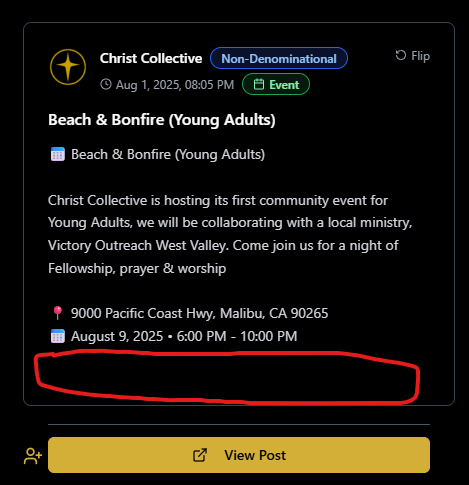 Christ Collective Non-Denominational Flip
Aug 1, 2025, 08:05 PM Event
Beach & Bonfire (Young Adults)
Beach & Bonfire (Young Adults)
Christ Collective is hosting its first community event for
Young Adults, we will be collaborating with a local ministry,
Victory Outreach West Valley. Come join us for a night of
Fellowship, prayer & worship
📍 9000 Pacific Coast Hwy, Malibu, CA 90265
August 9, 2025 • 6:00 PM - 10:00 PM
View Post